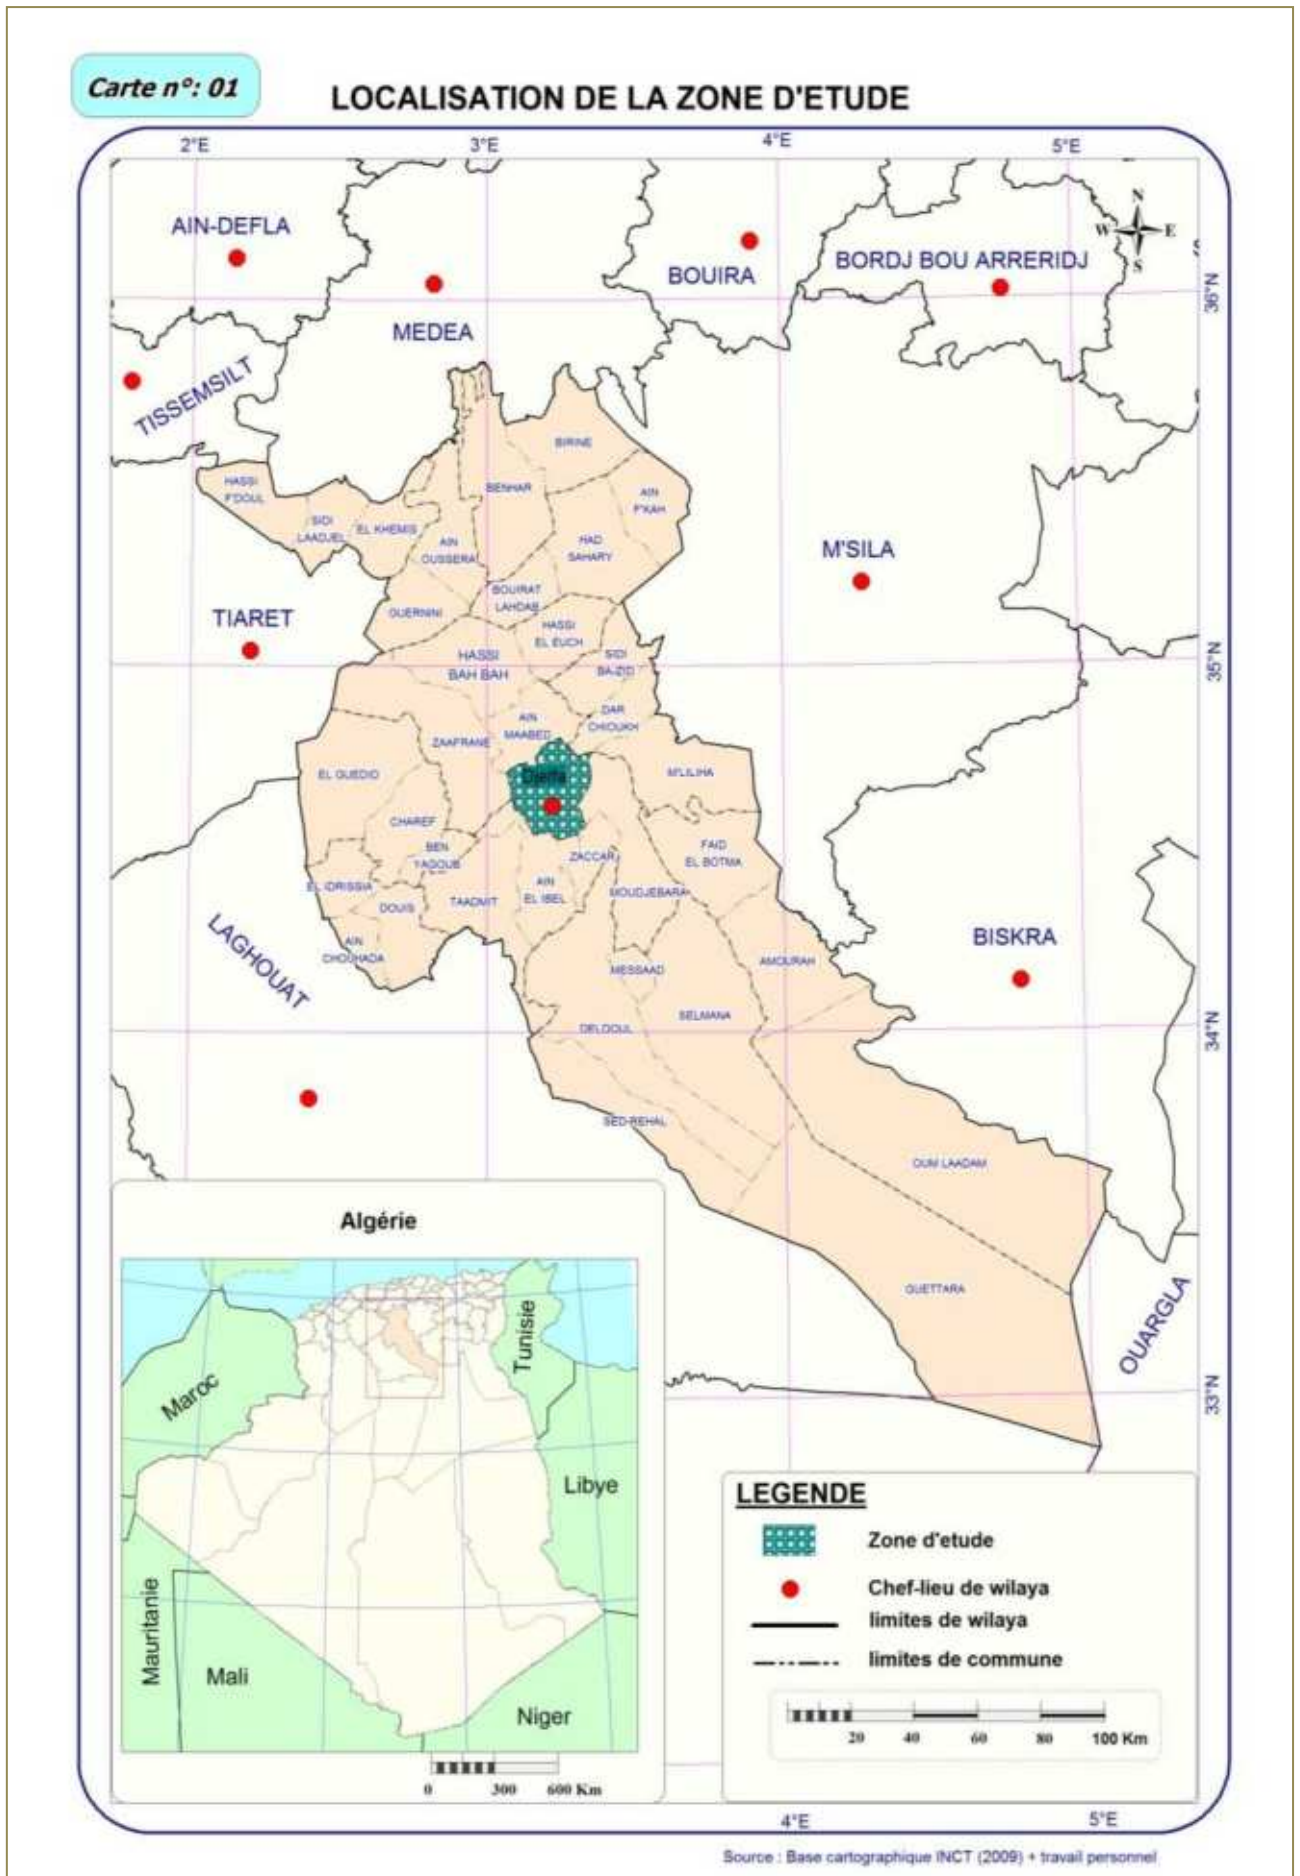 Carte n°: 01
LOCALISATION DE LA ZONE D'ETUDE
2°E
3°E
4°E
5°E
N
W
E
S
AIN-DEFLA
BOUIRA
BORDJ BOU ARRERIDJ
36°N
MEDEA
TISSEMSILT
BIRINE
HASSI
F'DOUL
BENHAR
AIN
F'KAH
SIDI
LAADJEL
EL KHEMIS
AIN
OUSSERA
HAD
SAHARY
M'SILA
TIARET
GUERNINI
BOUIRAT
LAHDAB
HASSI
EL EUCH
35°N
HASSI
BAH BAH
SIDI
BAIZID
AIN
MAABED
DAR
CHIOUKH
ZAAFRANE
EL GUEDID
Djelfa
M'LILIHA
CHAREF
BEN
YAGOUB
ZACCAR
FAID
EL BOTMA
EL IDRISSIA
DOUIS
TAADMIT
AIN
EL IBEL
MOUDJEBARA
LAGHOUAT
AIN
CHOUHADA
MESSAAD
AMOURAH
BISKRA
DELDOUL
SELMANA
34°N
SED-REHAL
OUM LAADAM
GUETTARA
OUARGLA
33°N
Algérie
Maroc
Tunisie
Libye
Mauritanie
Mali
Niger
0 300 600 Km
LEGENDE
Zone d'etude
Chef-lieu de wilaya
limites de wilaya
limites de commune
20 40 60 80 100 Km
4°E
5°E
Source : Base cartographique INCT (2009) + travail personnel